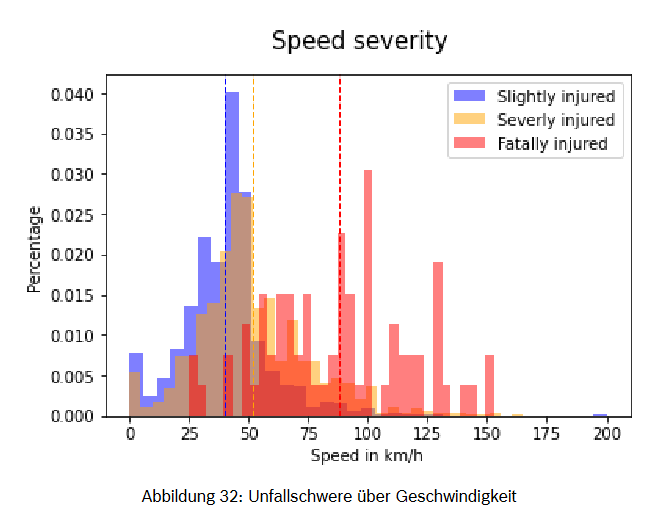 Speed severity
Slightly injured
Severly injured
Fatally injured
0.040
0.035
0.030
0.025
0.020
0.015
0.010
0.005
0.000
Percentage
0 25 50 75 100 125 150 175 200
Speed in km/h
Abbildung 32: Unfallschwere über Geschwindigkeit